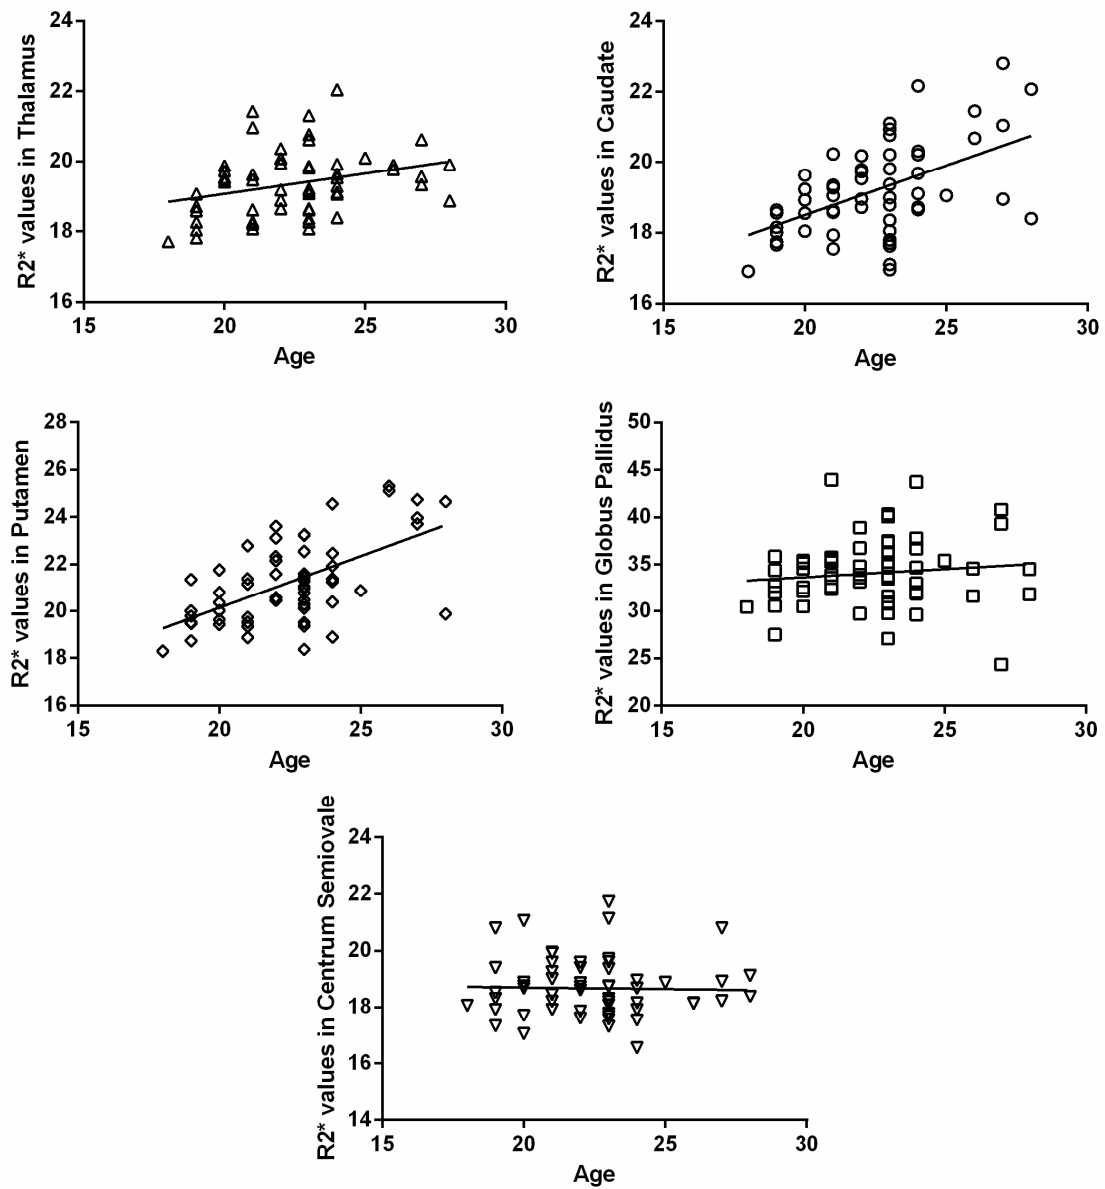 R2* values in Thalamus
24
22
20
18
16
15 20 25 30
Age
R2* values in Caudate
24
22
20
18
16
15 20 25 30
Age
R2* values in Putamen
28
26
24
22
20
18
16
15 20 25 30
Age
R2* values in Globus Pallidus
50
45
40
35
30
25
20
15 20 25 30
Age
R2* values in Centrum Semiovale
24
22
20
18
16
14
15 20 25 30
Age